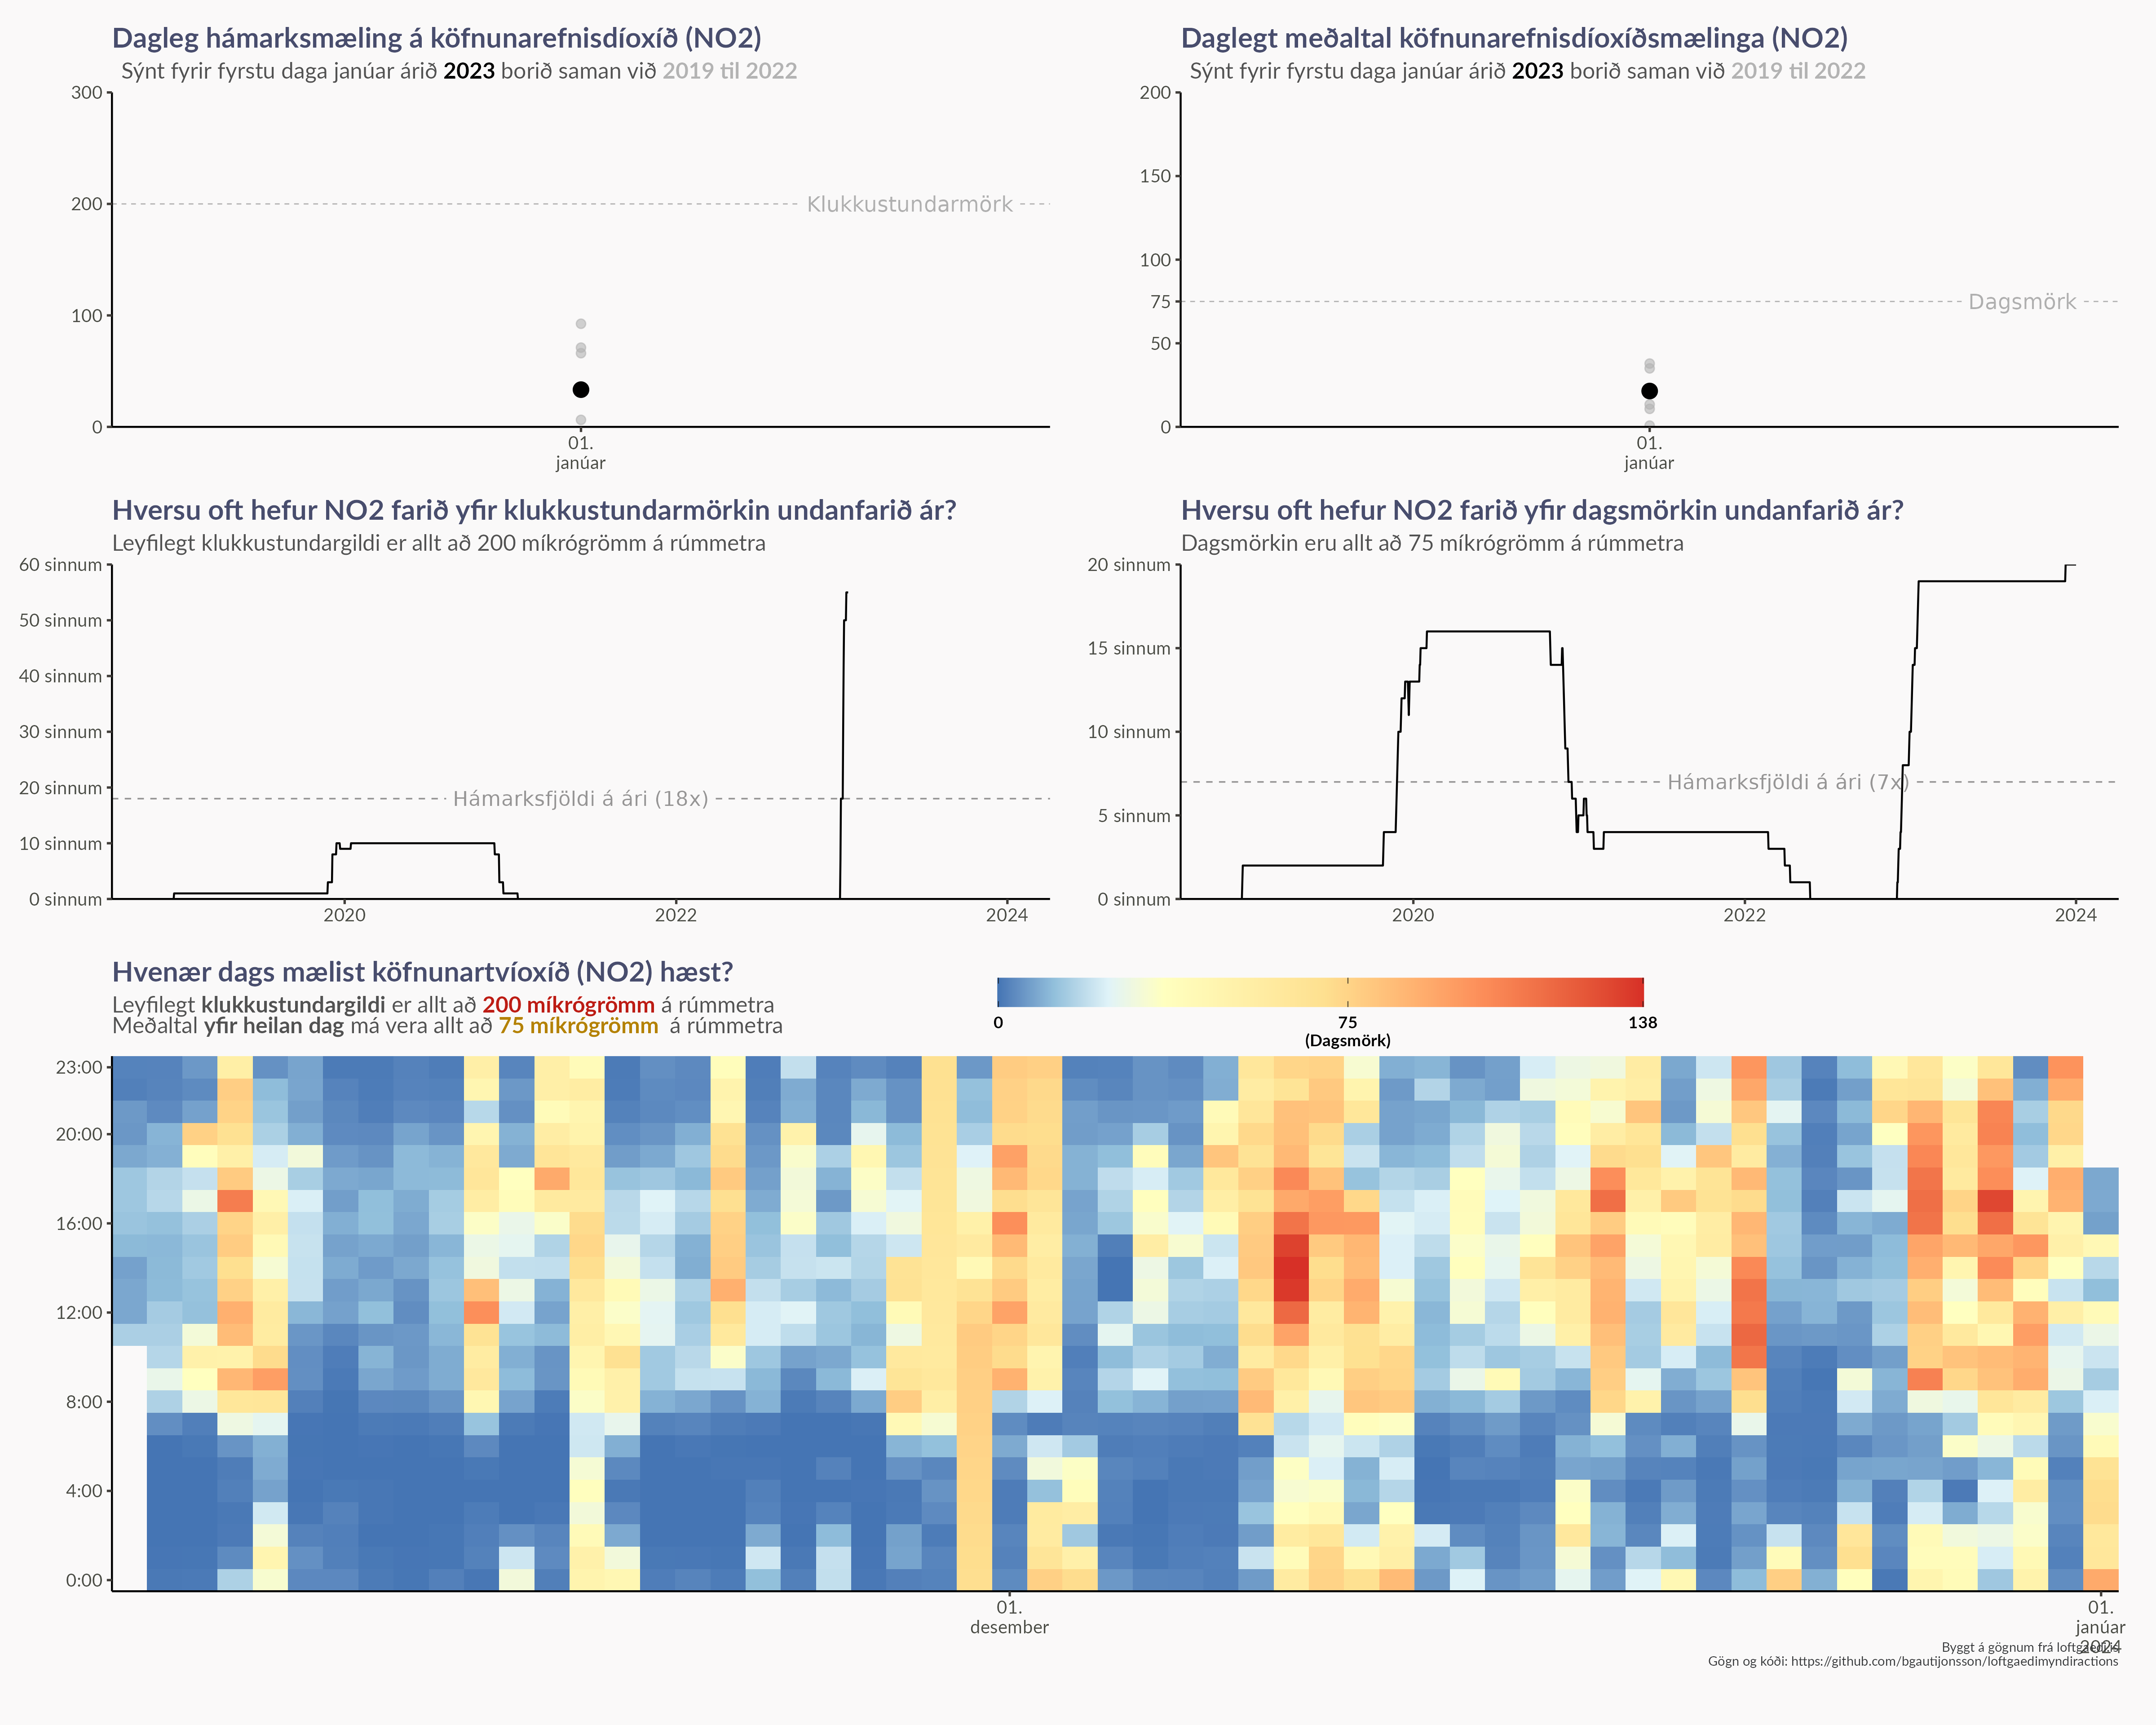 Dagleg hámarksmæling á köfnunarefnisdíoxíð (NO2)
Sýnt fyrir fyrstu daga janúar árið 2023 borið saman við 2019 til 2022
300
200
100
0
Klukkustundarmörk
01.
janúar
Daglegt meðaltal köfnunarefnisdíoxíðsmælinga (NO2)
Sýnt fyrir fyrstu daga janúar árið 2023 borið saman við 2019 til 2022
200
150
100
75
50
0
Dagsmörk
01.
janúar
Hversu oft hefur NO2 farið yfir klukkustundarmörkin undanfarið ár?
Leyfilegt klukkustundargildi er allt að 200 míkrógrömm á rúmmetra
60 sinnum
50 sinnum
40 sinnum
30 sinnum
20 sinnum
10 sinnum
0 sinnum
Hámarksfjöldi á ári (18x)
2020
2022
2024
Hversu oft hefur NO2 farið yfir dagsmörkin undanfarið ár?
Dagsmörkin eru allt að 75 míkrógrömm á rúmmetra
20 sinnum
15 sinnum
10 sinnum
5 sinnum
0 sinnum
Hámarksfjöldi á ári (7x)
2020
2022
2024
Hvenær dags mælist köfnunartvíoxíð (NO2) hæst?
Leyfilegt klukkustundargildi er allt að 200 míkrógrömm á rúmmetra
Meðaltal yfir heilan dag má vera allt að 75 míkrógrömm á rúmmetra
0
75
(Dagsmörk)
138
23:00
20:00
16:00
12:00
8:00
4:00
0:00
01.
desember
01.
janúar
2024
Byggt á gögnum frá
Gögn og kóði: https://github.com/bgautijonsson/loftgaedimyndiractions